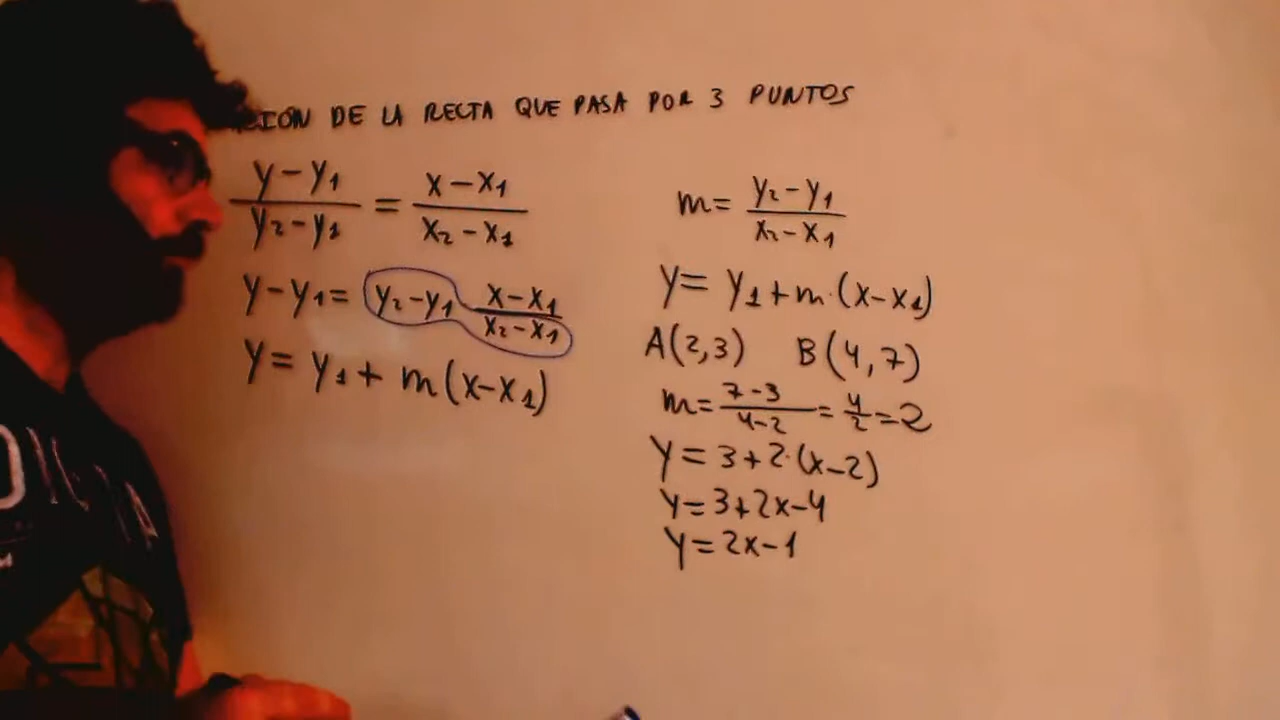 DE LA RECTA QUE PASA POR 3 PUNTOS
y-y₁/y₂-y₁ = x-x₁/x₂-x₁
y-y₁= y₂-y₁ x-x₁/x₂-x₁
y= y₁+ m(x-x₁)
m= y₂-y₁/x₂-x₁
y= y₁+m·(x-x₁)
A(2,3) B(4,7)
m= 7-3/4-2 = 4/2 =2
y= 3+2·(x-2)
y=3+2x-4
y=2x-1